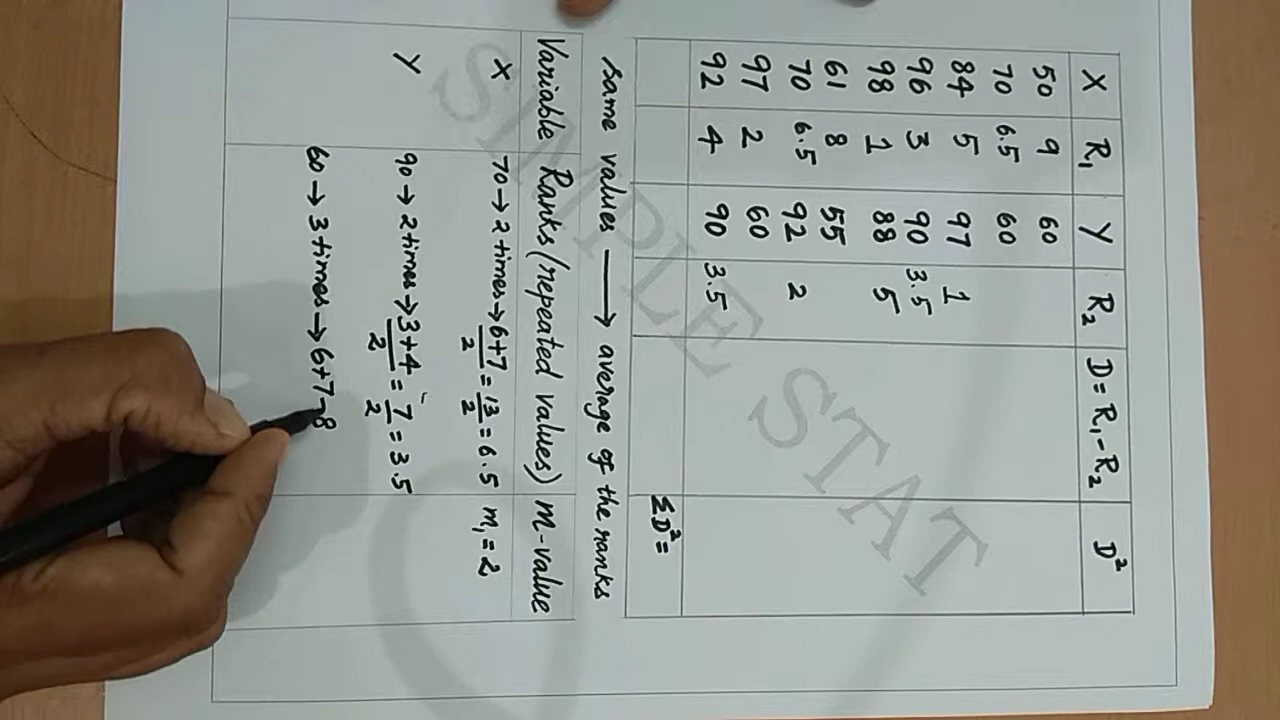 X R₁ Y R₂ D=R₁-R₂ D²
50 9 60
70 6.5 60
84 5 97 1
96 3 90 3.5
98 1 88 5
61 8 55
70 6.5 92 2
97 2 60
92 4 90 3.5
ΣD²=
same values ⟶ average of the ranks
Variable Ranks (repeated values) m-value
X 70→2 times→6+7/2=13/2=6.5 m₁=2
Y 90→2times→3+4/2=7/2=3.5
60→3times→6+7+8
SIMPLE STAT